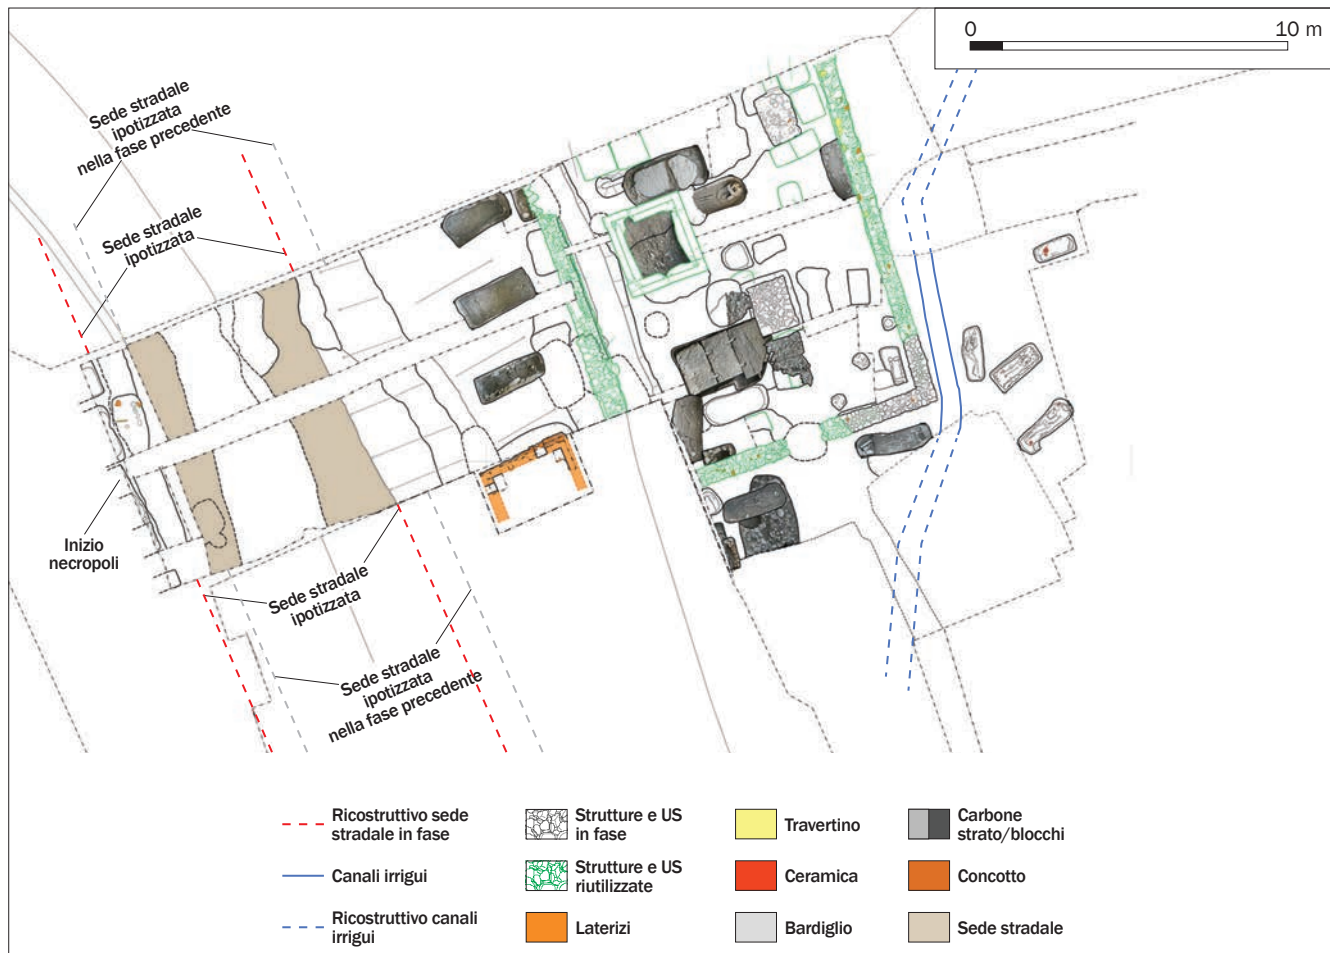 0
10 m
Sede stradale
ipotizzata
nella fase precedente
Sede stradale
ipotizzata
Inizio
necropoli
Sede stradale
ipotizzata
Sede stradale
ipotizzata
nella fase precedente
Ricostruttivo sede
stradale in fase
Canali irrigui
Ricostruttivo canali
irrigui
Strutture e US
in fase
Strutture e US
riutilizzate
Laterizi
Travertino
Ceramica
Bardiglio
Carbone
strato/blocchi
Concotto
Sede stradale